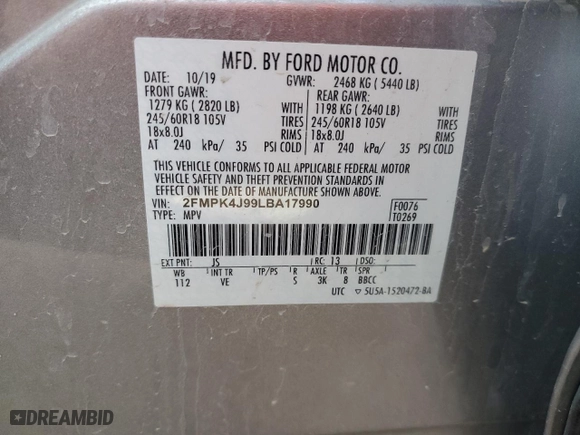 MFD. BY FORD MOTOR CO.
DATE: 10/19 GVWR: 2468 KG ( 5440 LB)
FRONT GAWR: REAR GAWR:
1279 KG ( 2820 LB) WITH 1198 KG ( 2640 LB) WITH
245/60R18 105V TIRES 245/60R18 105V TIRES
18x8.0J RIMS 18x8.0J RIMS
AT 240 kPa/ 35 PSI COLD AT 240 kPa/ 35 PSI COLD
THIS VEHICLE CONFORMS TO ALL APPLICABLE FEDERAL MOTOR
VEHICLE SAFETY AND THEFT PREVENTION STANDARDS IN
EFFECT ON THE DATE OF MANUFACTURE SHOWN ABOVE.
VIN: 2FMPK4J99LBA17990 F0076
TYPE: MPV T0269
EXT PNT: JS RC: 13 DSO:
WB INT TR TP/PS R AXLE TR SPR
112 VE S 3K 8 BBCC
UTC ▽ 5U5A-1520472-BA
DREAMBID